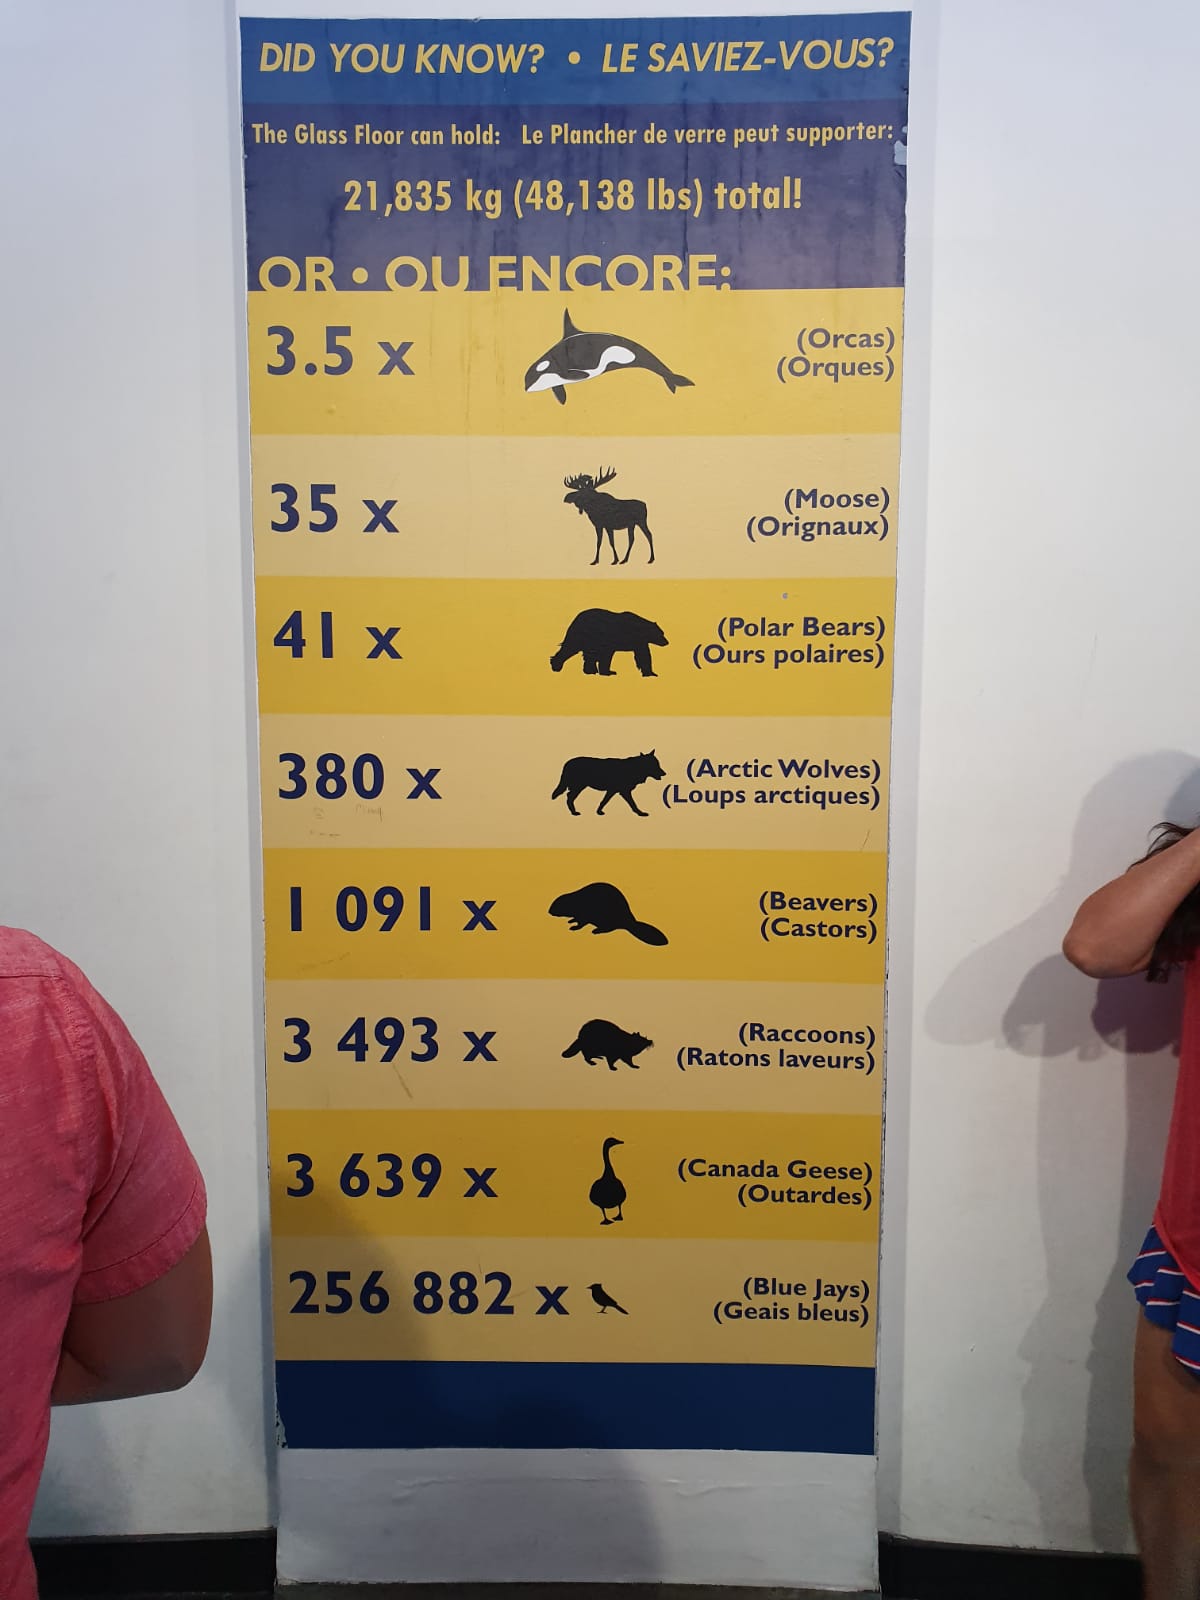 DID YOU KNOW? • LE SAVIEZ-VOUS?
The Glass Floor can hold: Le Plancher de verre peut supporter:
21,835 kg (48,138 lbs) total!
OR • OU ENCORE:
3.5 x (Orcas)
(Orques)
35 x (Moose)
(Orignaux)
41 x (Polar Bears)
(Ours polaires)
380 x (Arctic Wolves)
(Loups arctiques)
1 091 x (Beavers)
(Castors)
3 493 x (Raccoons)
(Ratons laveurs)
3 639 x (Canada Geese)
(Outardes)
256 882 x (Blue Jays)
(Geais bleus)